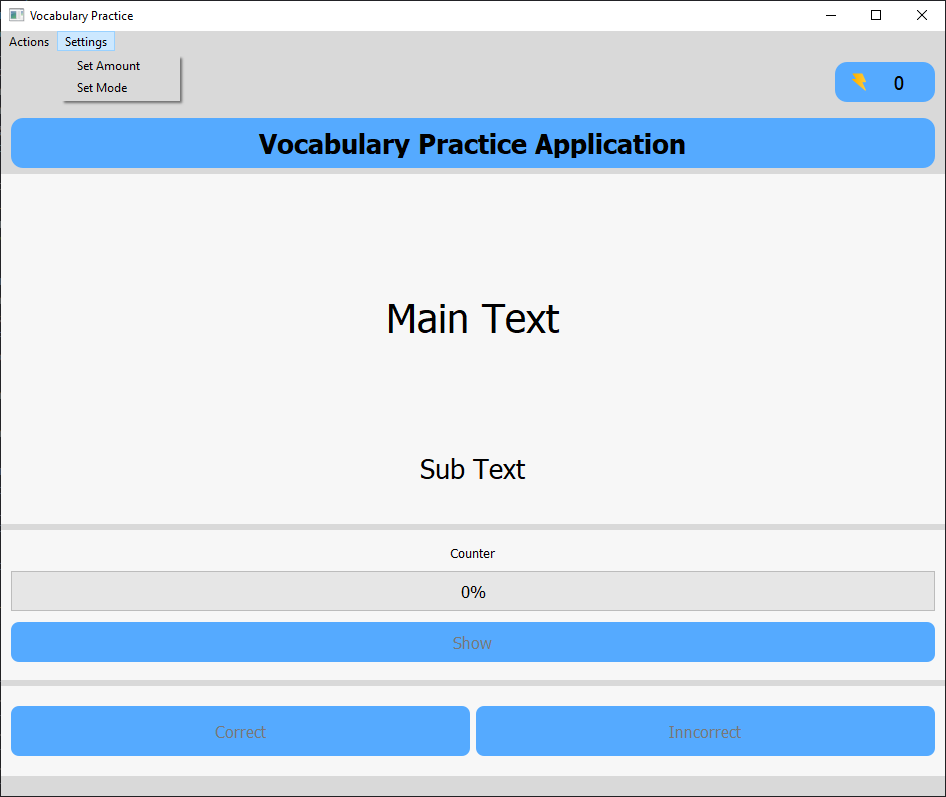 Vocabulary Practice
Actions Settings
Set Amount
Set Mode
0
Vocabulary Practice Application
Main Text
Sub Text
Counter
0%
Show
Correct Inncorrect